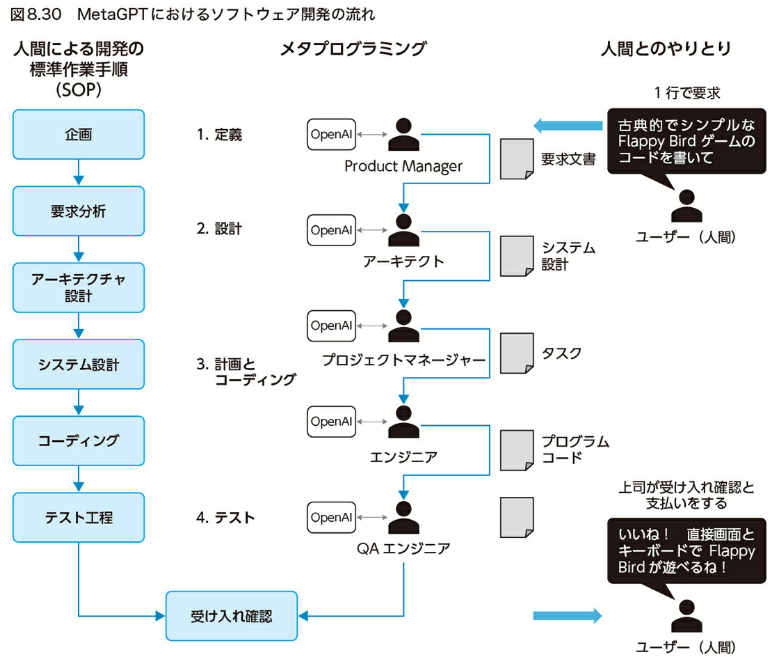 図8.30　MetaGPTにおけるソフトウェア開発の流れ
人間による開発の
標準作業手順
（SOP）
企画
要求分析
アーキテクチャ
設計
システム設計
コーディング
テスト工程
受け入れ確認
メタプログラミング
1. 定義
OpenAI
Product Manager
要求文書
2. 設計
OpenAI
アーキテクト
システム
設計
3. 計画と
コーディング
OpenAI
プロジェクトマネージャー
タスク
OpenAI
エンジニア
プログラム
コード
4. テスト
OpenAI
QAエンジニア
人間とのやりとり
1行で要求
古典的でシンプルな
Flappy Bird ゲームの
コードを書いて
ユーザー（人間）
上司が受け入れ確認と
支払いをする
いいね！　直接画面と
キーボードで Flappy
Bird が遊べるね！
ユーザー（人間）